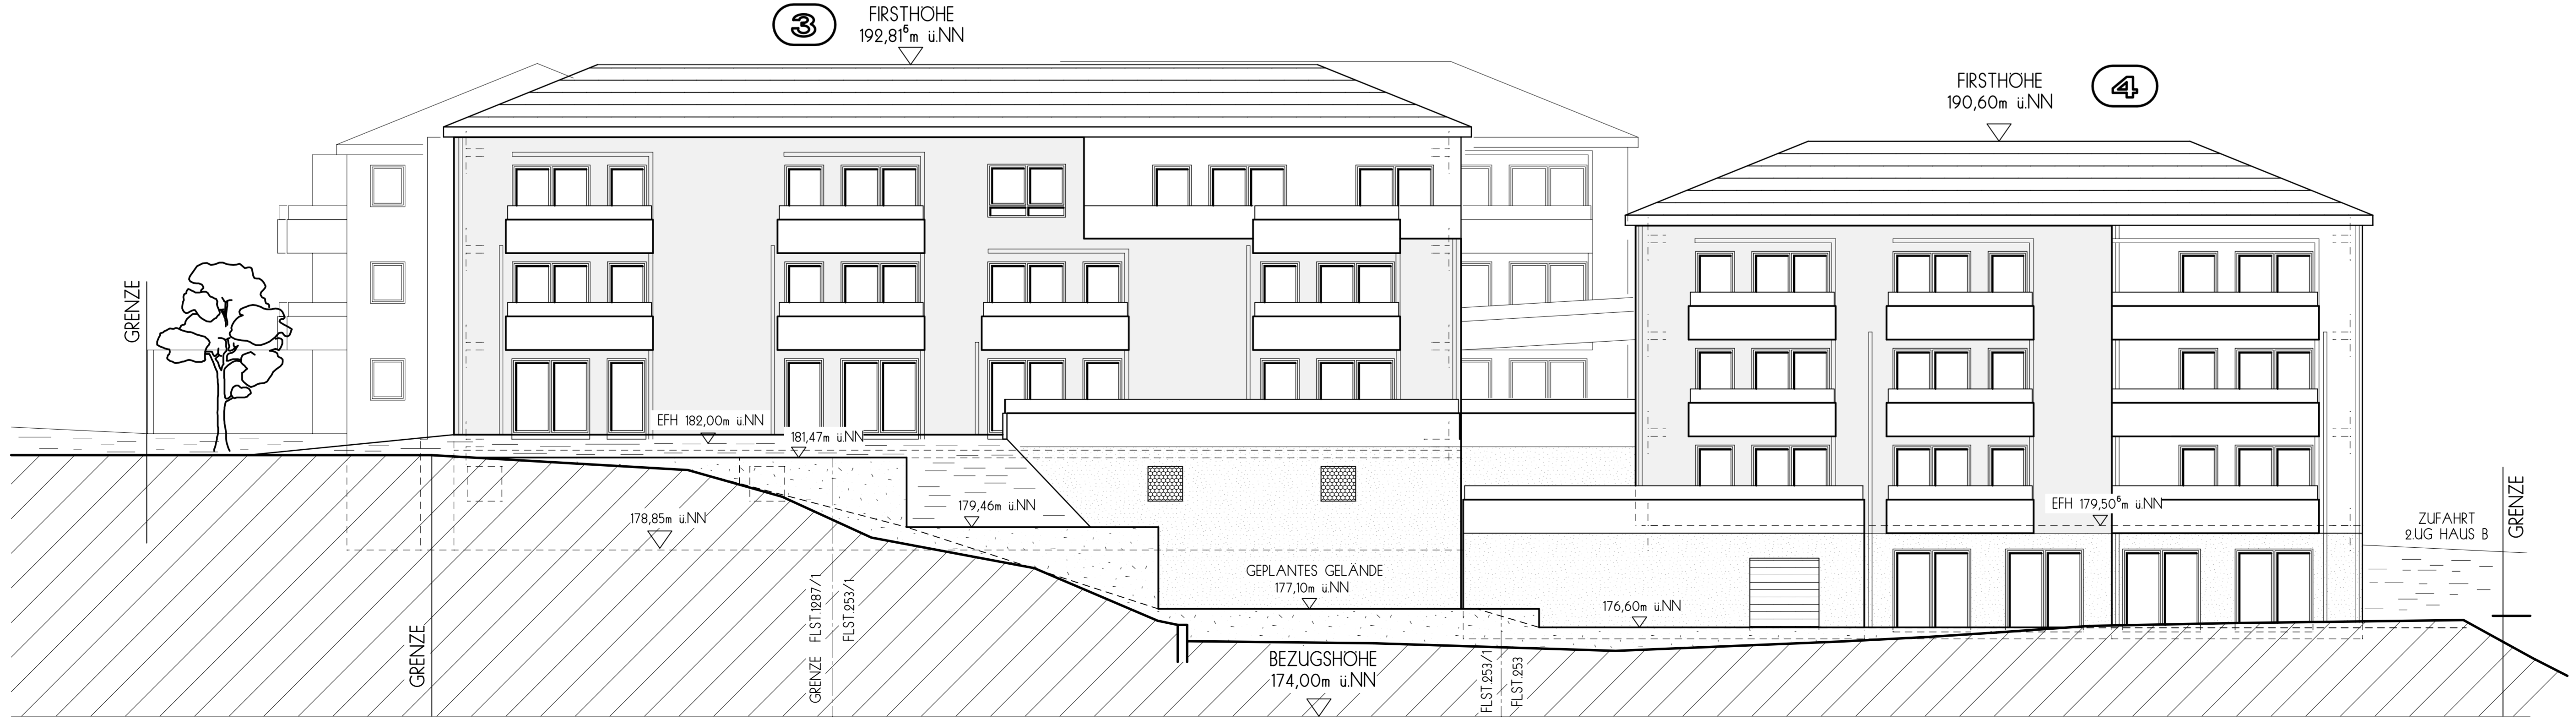 3
FIRSTHÖHE
192,81⁵m ü.NN
FIRSTHÖHE
190,60m ü.NN
4
GRENZE
EFH 182,00m ü.NN
181,47m ü.NN
179,46m ü.NN
178,85m ü.NN
EFH 179,50⁵m ü.NN
ZUFAHRT
2.UG HAUS B
GRENZE
GEPLANTES GELÄNDE
177,10m ü.NN
176,60m ü.NN
GRENZE
GRENZE FLST.1287/1
FLST.253/1
BEZUGSHÖHE
174,00m ü.NN
FLST.253/1
FLST.253